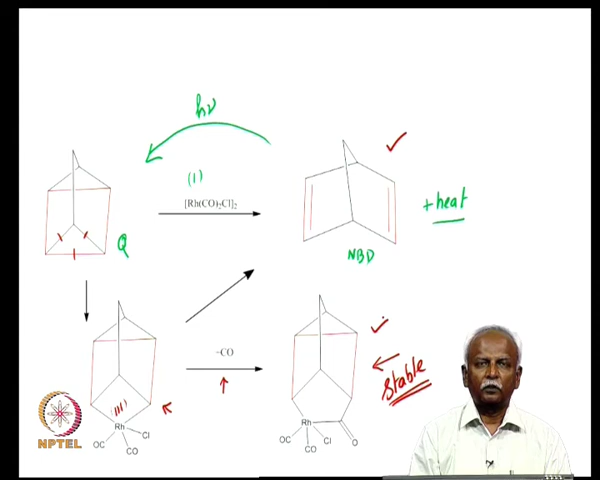 hν
(I)
[Rh(CO)2Cl]2
Q
NBD
+ heat
-CO
(III)
Rh
OC
CO
Cl
Rh
OC
CO
Cl
O
Stable
NPTEL